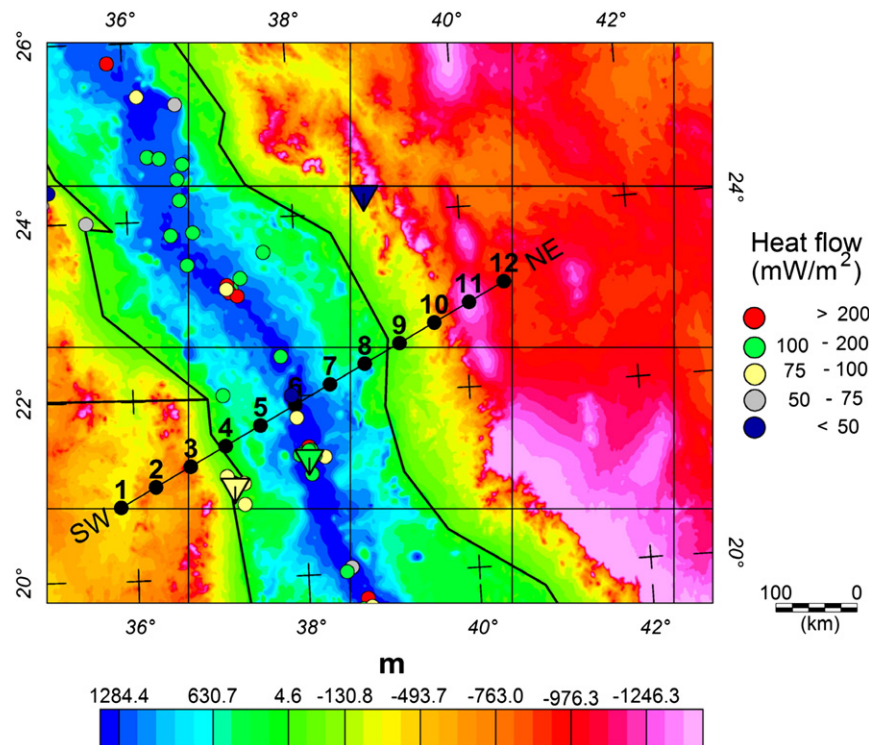 36° 38° 40° 42°
26°
24°
24°
22°
22°
20°
20°
12 NE
11
10
9
8
7
6
5
4
3
2
1
SW
36° 38° 40° 42°
Heat flow
(mW/m²)
> 200
100 - 200
75 - 100
50 - 75
< 50
100 0
(km)
m
1284.4 630.7 4.6 -130.8 -493.7 -763.0 -976.3 -1246.3